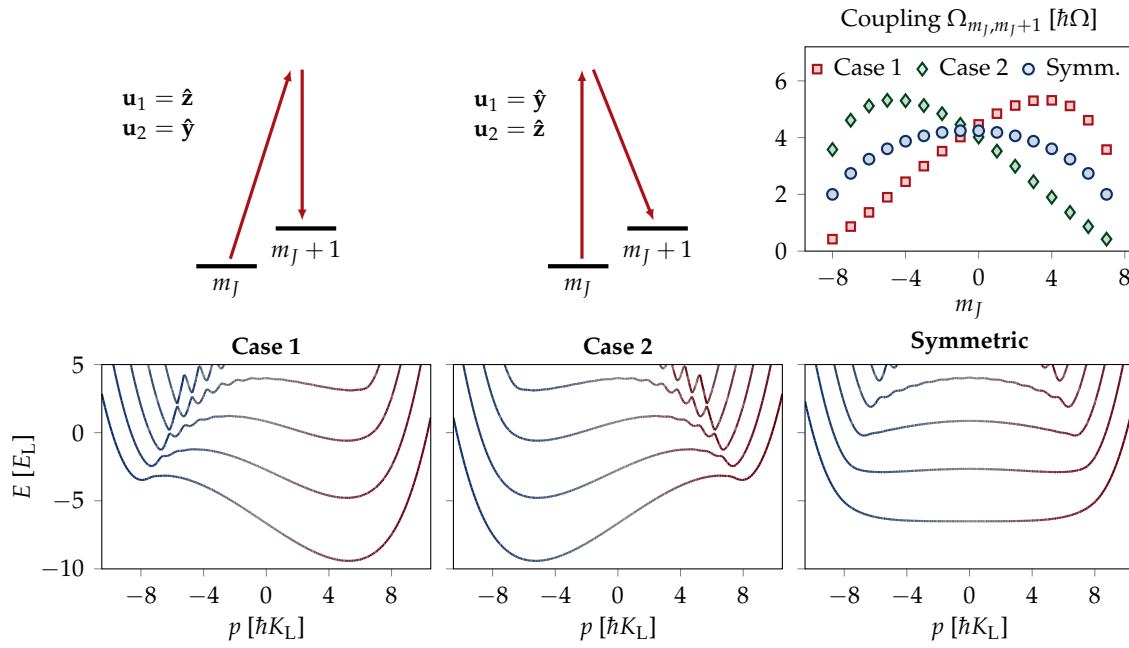 u₁ = ẑ
u₂ = ŷ
m_J
m_J + 1
u₁ = ŷ
u₂ = ẑ
m_J
m_J + 1
Coupling Ω_{m_J,m_J+1} [ħΩ]
Case 1 Case 2 Symm.
6
4
2
0
−8 −4 0 4 8
m_J
Case 1
5
0
−5
−10
E [E_L]
−8 −4 0 4 8
p [ħK_L]
Case 2
−8 −4 0 4 8
p [ħK_L]
Symmetric
−8 −4 0 4 8
p [ħK_L]